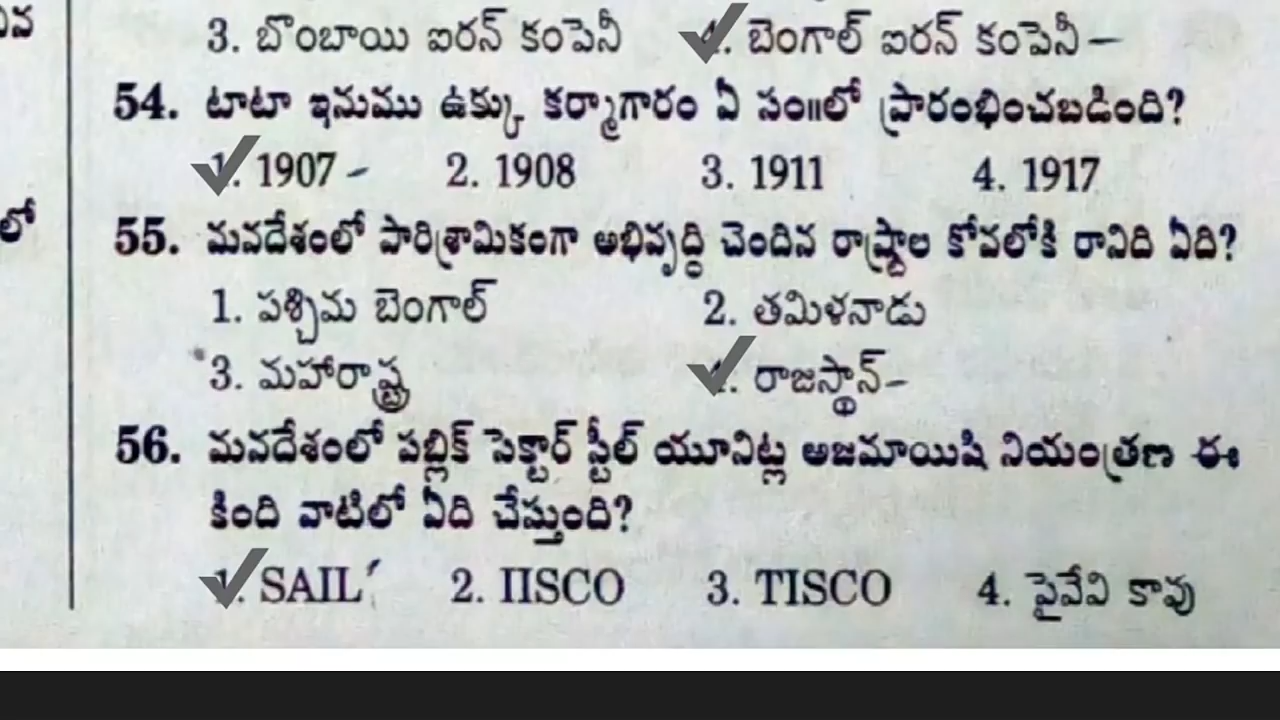 3. బొంబాయి ఐరన్ కంపెనీ 4. బెంగాల్ ఐరన్ కంపెనీ –
54. టాటా ఇనుము ఉక్కు కర్మాగారం ఏ సం॥లో ప్రారంభించబడింది?
1. 1907 – 2. 1908 3. 1911 4. 1917
లో
55. మనదేశంలో పారిశ్రామికంగా అభివృద్ధి చెందిన రాష్ట్రాల కోవలోకి రానిది ఏది?
1. పశ్చిమ బెంగాల్ 2. తమిళనాడు
3. మహారాష్ట్ర 4. రాజస్థాన్–
56. మనదేశంలో పబ్లిక్ సెక్టార్ స్టీల్ యూనిట్ల అజమాయిషి నియంత్రణ ఈ
కింది వాటిలో ఏది చేస్తుంది?
1. SAIL 2. IISCO 3. TISCO 4. పైవేవి కావు